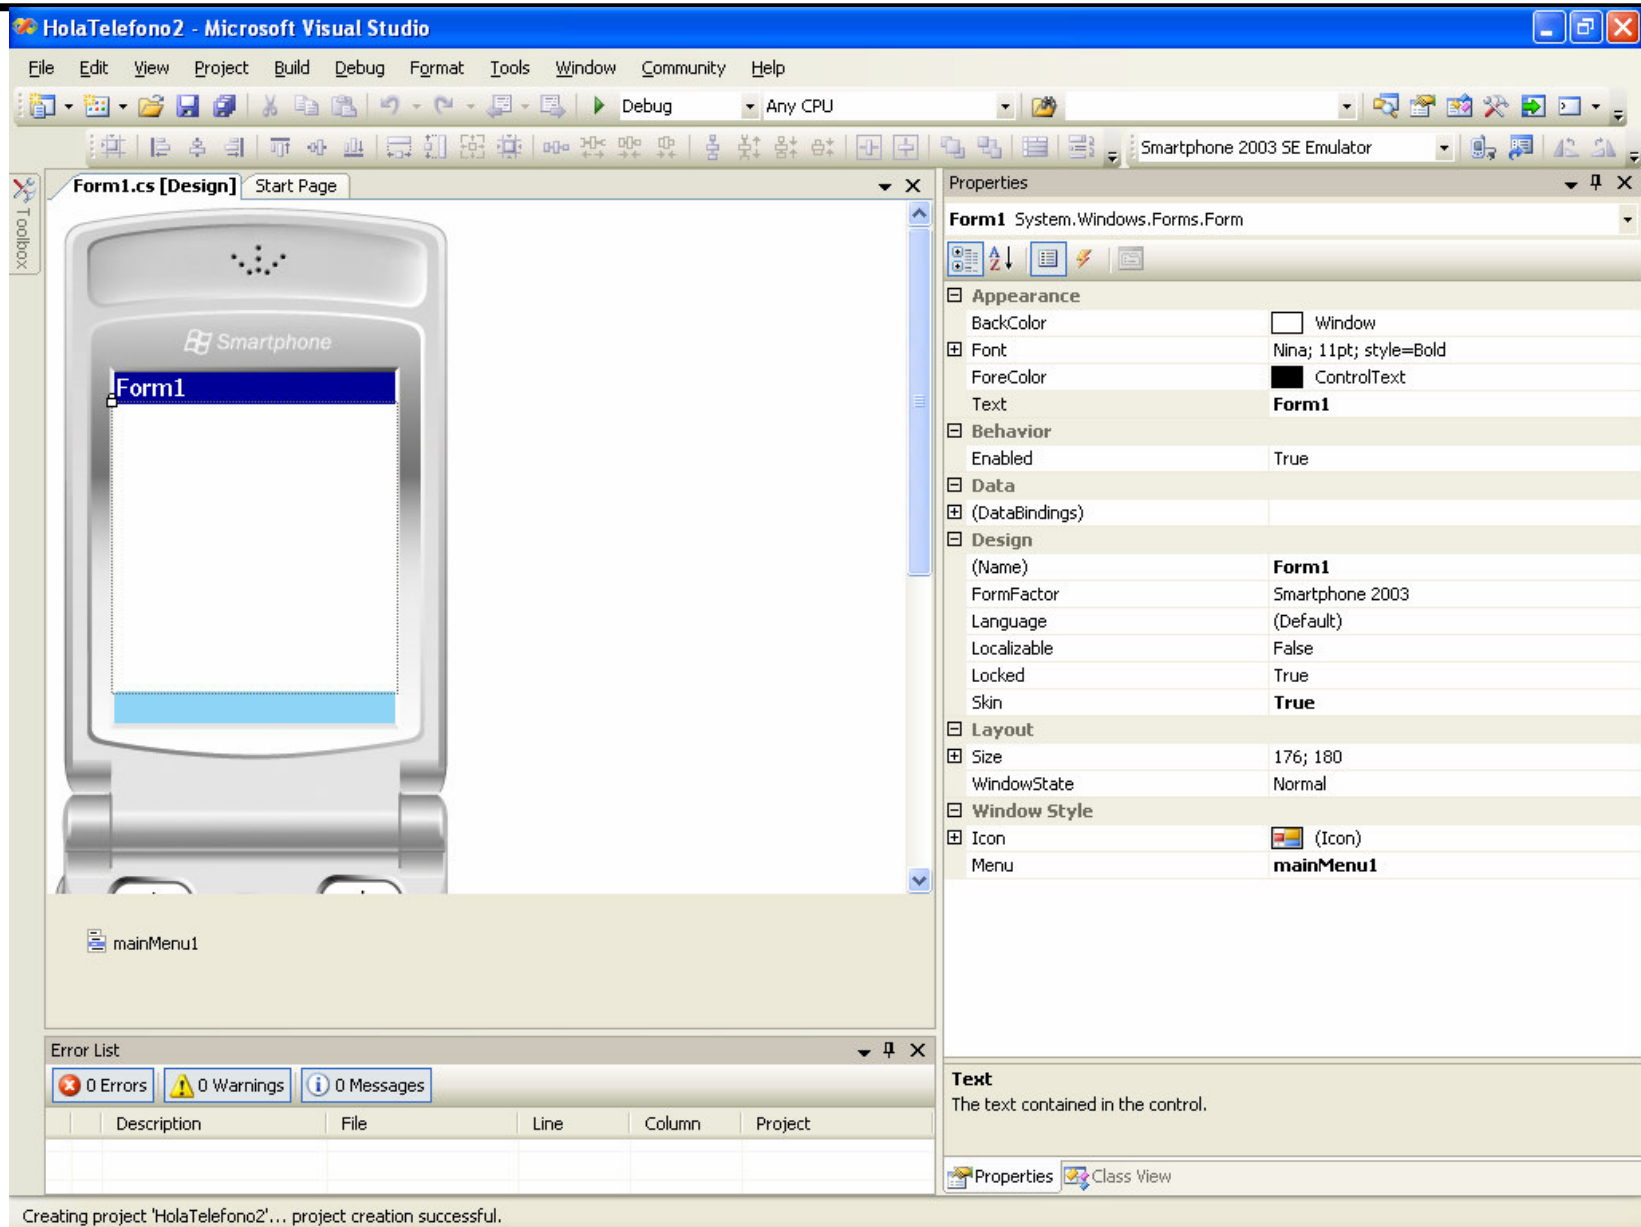 HolaTelefono2 - Microsoft Visual Studio
File Edit View Project Build Debug Format Tools Window Community Help
Debug Any CPU
Smartphone 2003 SE Emulator
Toolbox
Form1.cs [Design] Start Page
Smartphone
Form1
mainMenu1
Properties
Form1 System.Windows.Forms.Form
Appearance
BackColor Window
Font Nina; 11pt; style=Bold
ForeColor ControlText
Text Form1
Behavior
Enabled True
Data
(DataBindings)
Design
(Name) Form1
FormFactor Smartphone 2003
Language (Default)
Localizable False
Locked True
Skin True
Layout
Size 176; 180
WindowState Normal
Window Style
Icon (Icon)
Menu mainMenu1
Text
The text contained in the control.
Properties Class View
Error List
0 Errors 0 Warnings 0 Messages
Description File Line Column Project
Creating project 'HolaTelefono2'... project creation successful.